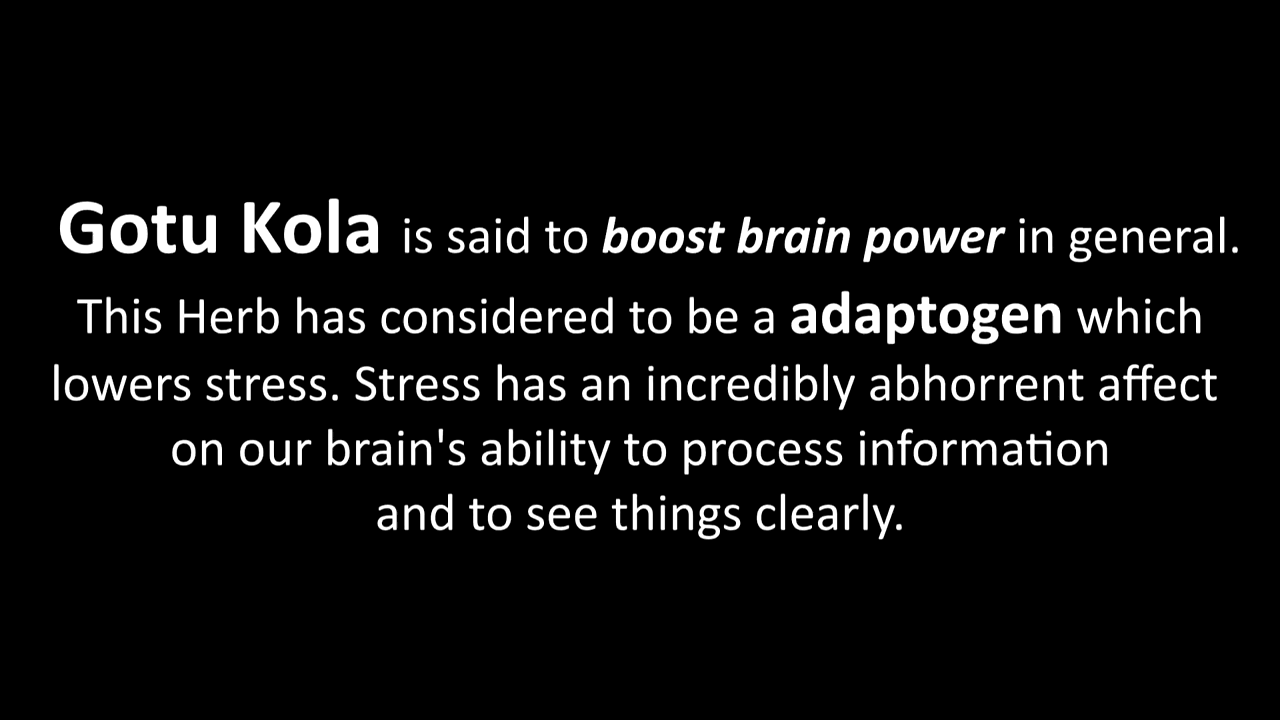 Gotu Kola is said to boost brain power in general.
This Herb has considered to be a adaptogen which
lowers stress. Stress has an incredibly abhorrent affect
on our brain's ability to process information
and to see things clearly.